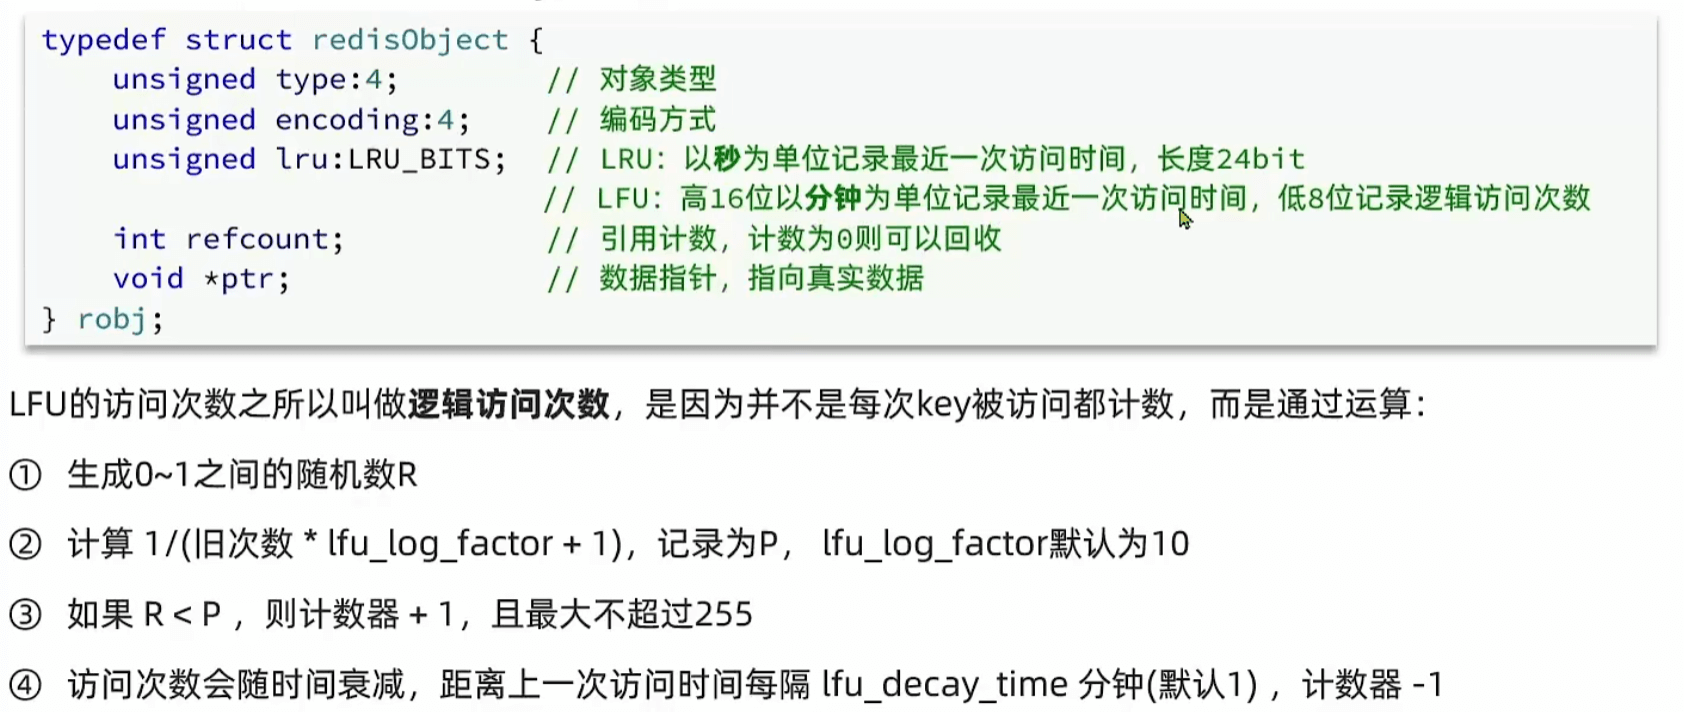 typedef struct redisObject {
unsigned type:4; // 对象类型
unsigned encoding:4; // 编码方式
unsigned lru:LRU_BITS; // LRU：以秒为单位记录最近一次访问时间，长度24bit
// LFU：高16位以分钟为单位记录最近一次访问时间，低8位记录逻辑访问次数
int refcount; // 引用计数，计数为0则可以回收
void *ptr; // 数据指针，指向真实数据
} robj;
LFU的访问次数之所以叫做逻辑访问次数，是因为并不是每次key被访问都计数，而是通过运算：
① 生成0~1之间的随机数R
② 计算 1/(旧次数 * lfu_log_factor + 1)，记录为P， lfu_log_factor默认为10
③ 如果 R < P ，则计数器 + 1，且最大不超过255
④ 访问次数会随时间衰减，距离上一次访问时间每隔 lfu_decay_time 分钟(默认1) ，计数器 -1